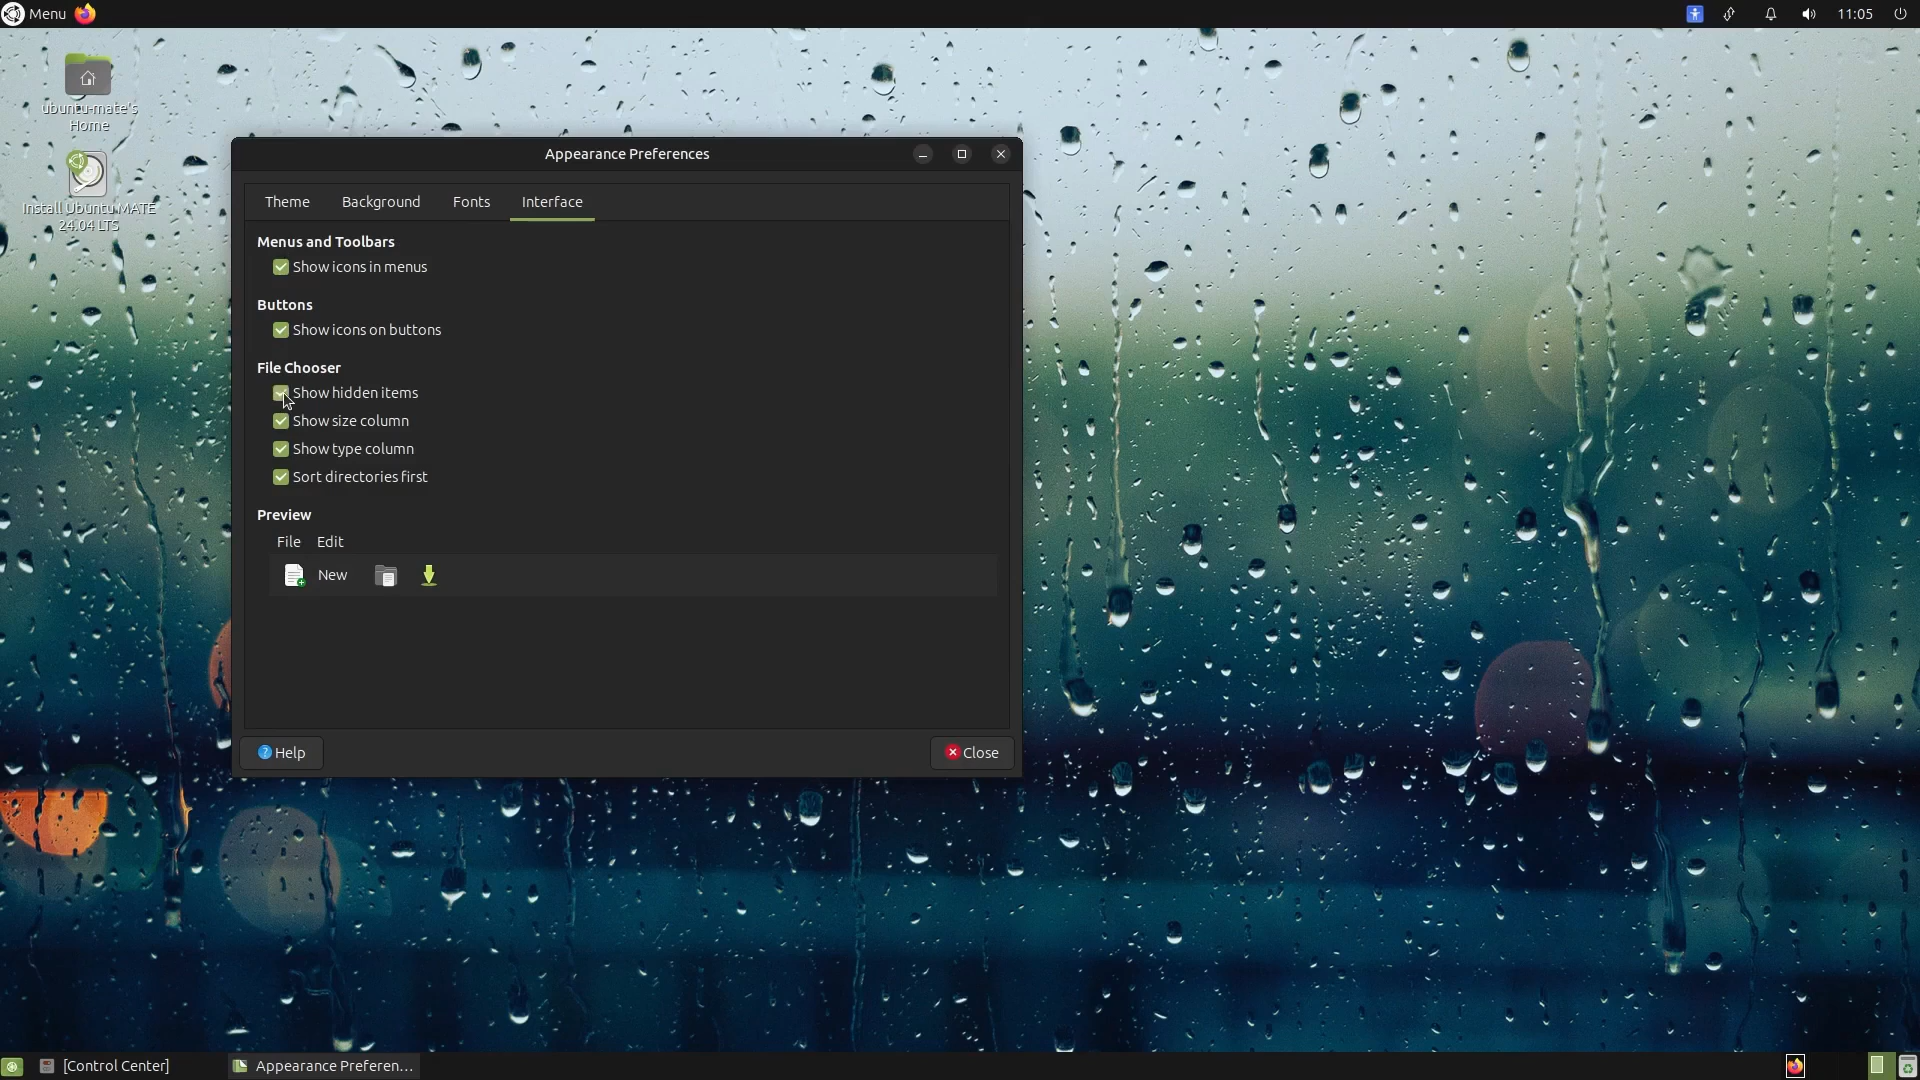 Menu
11:05
ubuntu-mate's
Home
Install Ubuntu MATE
24.04 LTS
Appearance Preferences
Theme Background Fonts Interface
Menus and Toolbars
Show icons in menus
Buttons
Show icons on buttons
File Chooser
Show hidden items
Show size column
Show type column
Sort directories first
Preview
File Edit
New
Help
Close
[Control Center]
Appearance Preferen...